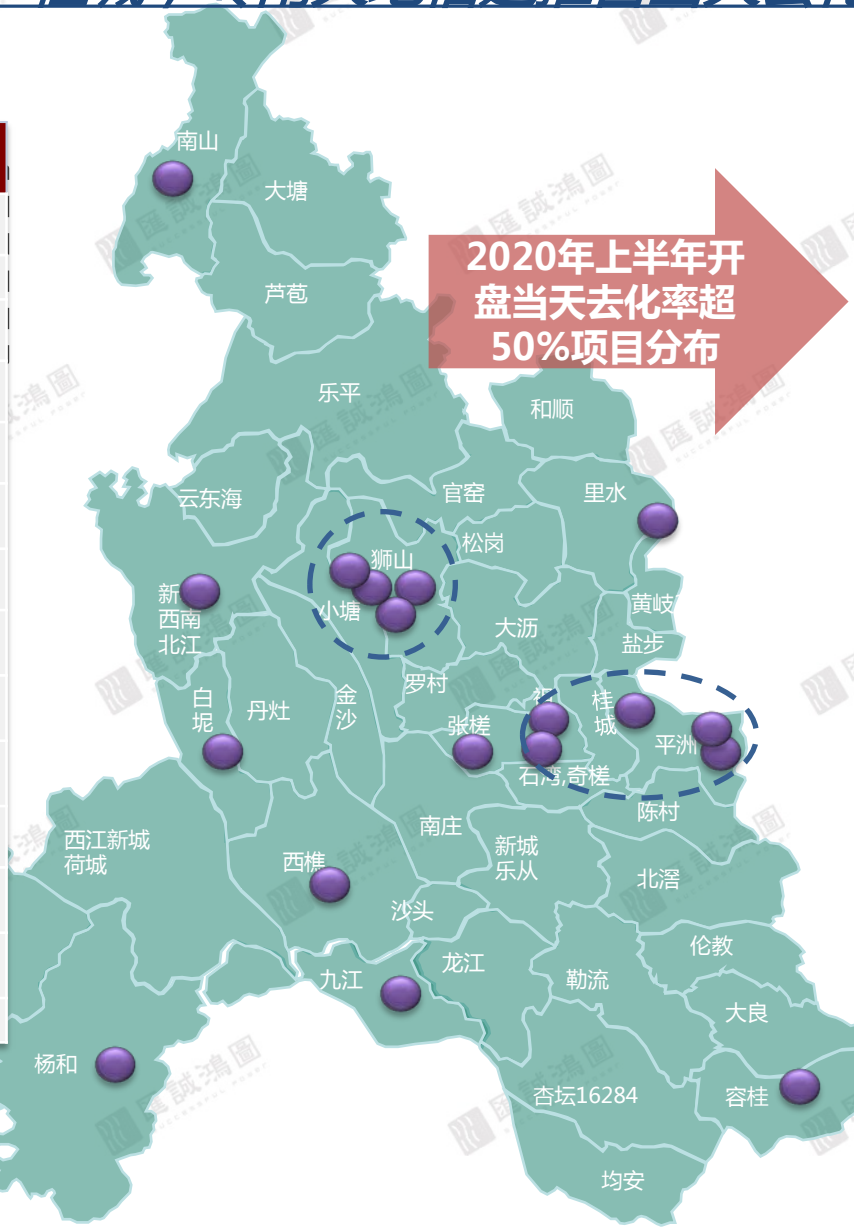 南山
大塘
2020年上半年开
盘当天去化率超
50%项目分布
芦苞
乐平
和顺
云东海
官窑
里水
松岗
狮山
新
西南
北江
小塘
大沥
黄岐
盐步
罗村
白
坭
丹灶
金
沙
张槎
桂
城
平洲
石湾,奇槎
陈村
南庄
新城
乐从
西江新城
荷城
西樵
北滘
沙头
伦教
龙江
九江
勒流
大良
杨和
杏坛16284
容桂
均安
匯誠鴻圖
SUCCESSFUL POWER